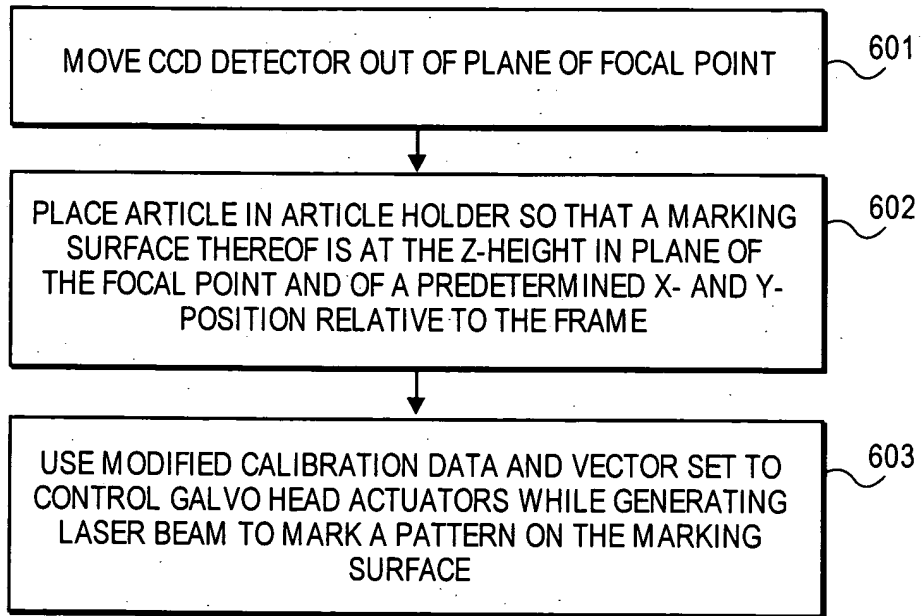 MOVE CCD DETECTOR OUT OF PLANE OF FOCAL POINT
601
PLACE ARTICLE IN ARTICLE HOLDER SO THAT A MARKING
SURFACE THEREOF IS AT THE Z-HEIGHT IN PLANE OF
THE FOCAL POINT AND OF A PREDETERMINED X- AND Y-
POSITION RELATIVE TO THE FRAME
602
USE MODIFIED CALIBRATION DATA AND VECTOR SET TO
CONTROL GALVO HEAD ACTUATORS WHILE GENERATING
LASER BEAM TO MARK A PATTERN ON THE MARKING
SURFACE
603